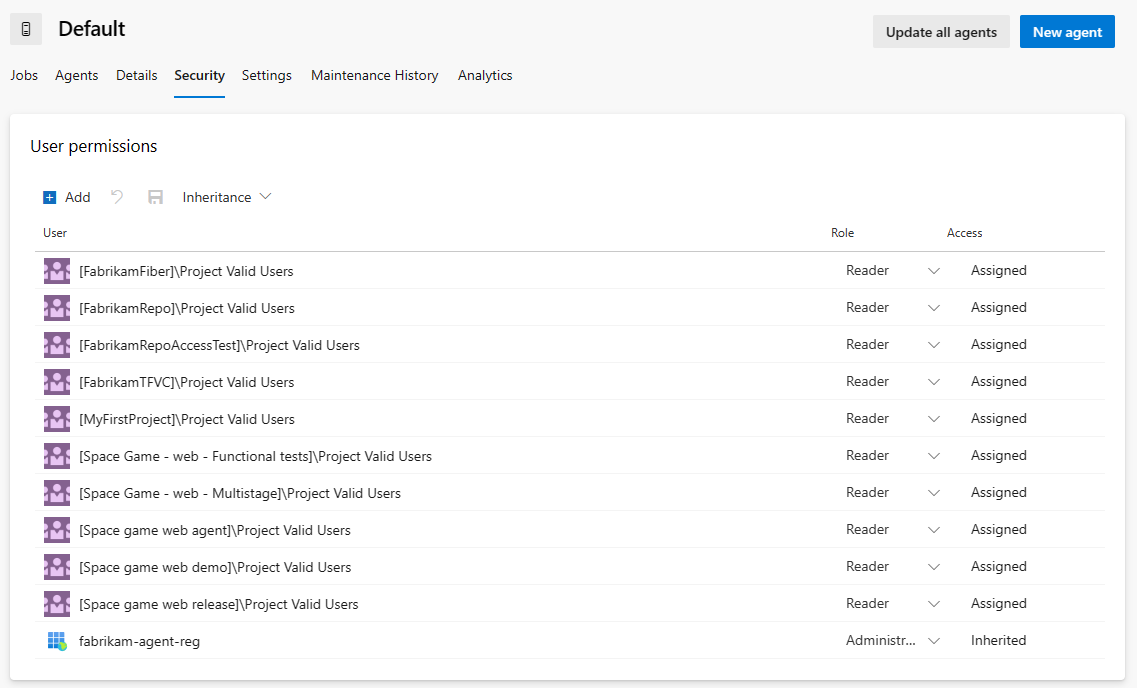 Default
Update all agents
New agent
Jobs Agents Details Security Settings Maintenance History Analytics
User permissions
Add Inheritance
User Role Access
[FabrikamFiber]\Project Valid Users Reader Assigned
[FabrikamRepo]\Project Valid Users Reader Assigned
[FabrikamRepoAccessTest]\Project Valid Users Reader Assigned
[FabrikamTFVC]\Project Valid Users Reader Assigned
[MyFirstProject]\Project Valid Users Reader Assigned
[Space Game - web - Functional tests]\Project Valid Users Reader Assigned
[Space Game - web - Multistage]\Project Valid Users Reader Assigned
[Space game web agent]\Project Valid Users Reader Assigned
[Space game web demo]\Project Valid Users Reader Assigned
[Space game web release]\Project Valid Users Reader Assigned
fabrikam-agent-reg Administr... Inherited